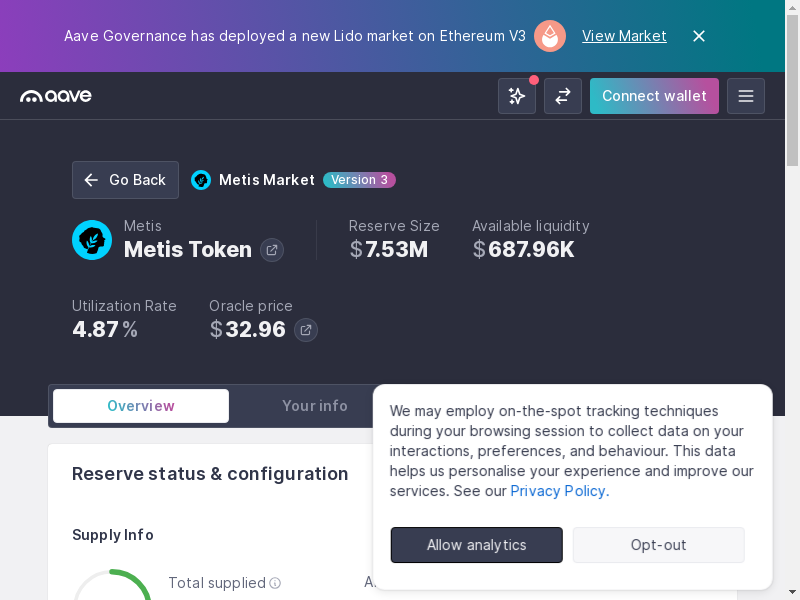 Aave Governance has deployed a new Lido market on Ethereum V3 View Market
aave
Connect wallet
Go Back
Metis Market
Version 3
Metis
Metis Token
Reserve Size
$7.53M
Available liquidity
$687.96K
Utilization Rate
4.87%
Oracle price
$32.96
Overview
Your info
We may employ on-the-spot tracking techniques
during your browsing session to collect data on your
interactions, preferences, and behaviour. This data
helps us personalise your experience and improve our
services. See our Privacy Policy.
Allow analytics
Opt-out
Reserve status & configuration
Supply Info
Total supplied